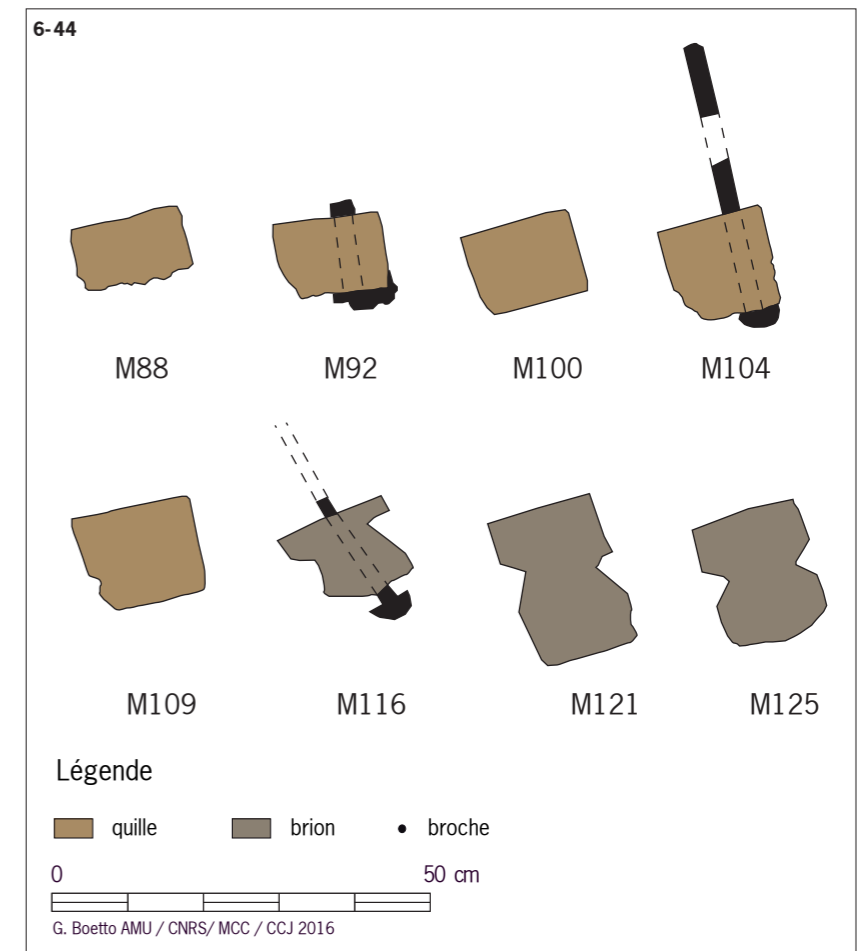 6-44
M88 M92 M100 M104
M109 M116 M121 M125
Légende
quille brion broche
0 50 cm
G. Boetto AMU / CNRS/ MCC / CCJ 2016